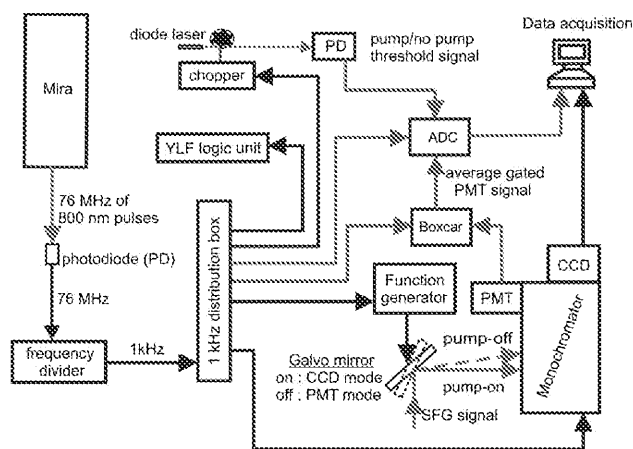 Data acquisition
diode laser
PD
pump/no pump
threshold signal
Mira
chopper
YLF logic unit
ADC
76 MHz of
800 nm pulses
average gated
PMT signal
1 kHz distribution box
Boxcar
photodiode (PD)
CCD
Function
generator
PMT
76 MHz
Monochromator
frequency
divider
1kHz
Galvo mirror
on : CCD mode
off : PMT mode
pump-off
pump-on
SFG signal